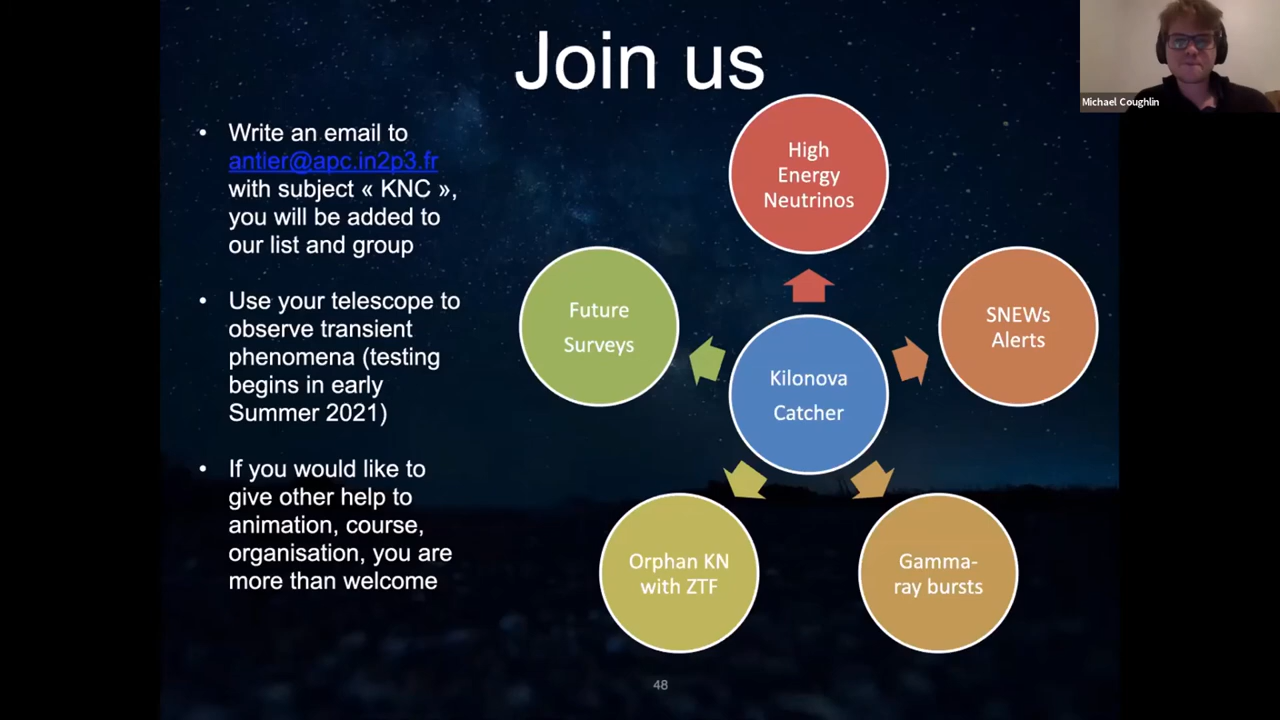 Join us
Michael Coughlin
• Write an email to
antier@apc.in2p3.fr
with subject « KNC »,
you will be added to
our list and group
• Use your telescope to
observe transient
phenomena (testing
begins in early
Summer 2021)
• If you would like to
give other help to
animation, course,
organisation, you are
more than welcome
High
Energy
Neutrinos
Future
Surveys
SNEWs
Alerts
Kilonova
Catcher
Orphan KN
with ZTF
Gamma-
ray bursts
48